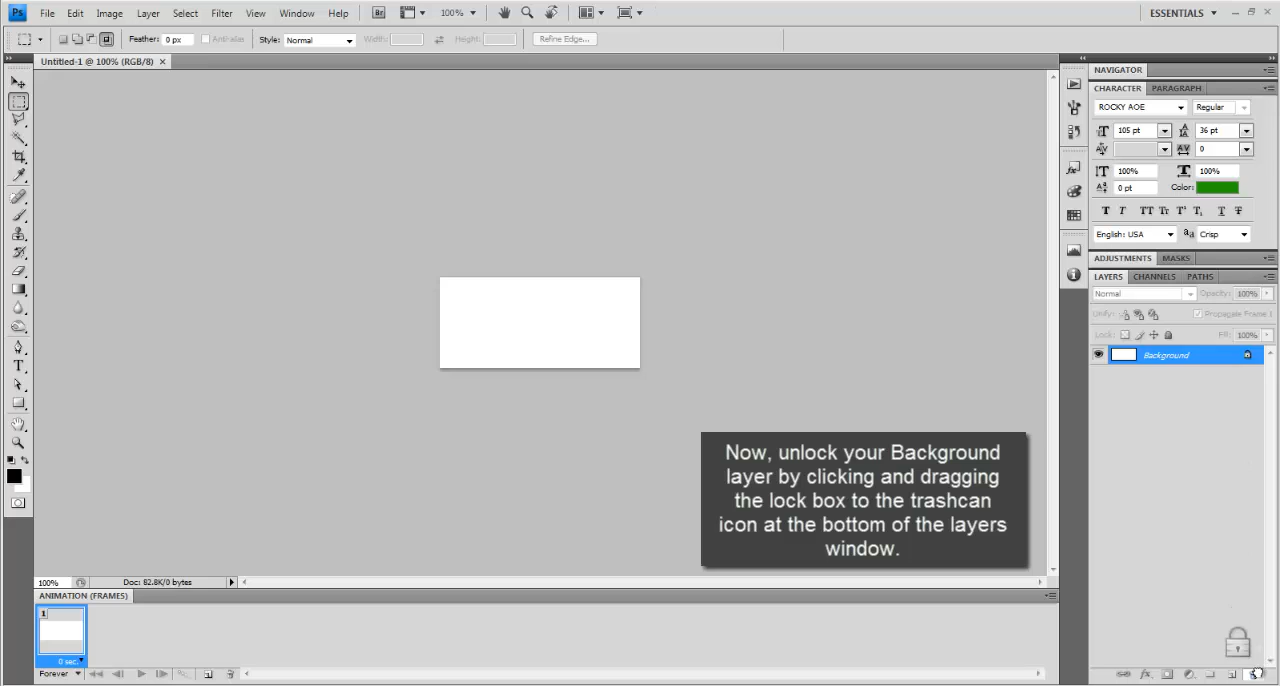 Ps File Edit Image Layer Select Filter View Window Help Br 100% ESSENTIALS
Feather: 0 px Anti-alias Style: Normal Width: Height: Refine Edge...
Untitled-1 @ 100% (RGB/8)
NAVIGATOR
CHARACTER PARAGRAPH
ROCKY AOE Regular
105 pt 36 pt
0
100% 100%
0 pt Color:
English: USA Crisp
ADJUSTMENTS MASKS
LAYERS CHANNELS PATHS
Normal Opacity: 100%
Unify: Propagate Frame 1
Lock: Fill: 100%
Background
Now, unlock your Background
layer by clicking and dragging
the lock box to the trashcan
icon at the bottom of the layers
window.
100% Doc: 82.8K/0 bytes
ANIMATION (FRAMES)
1
0 sec.
Forever